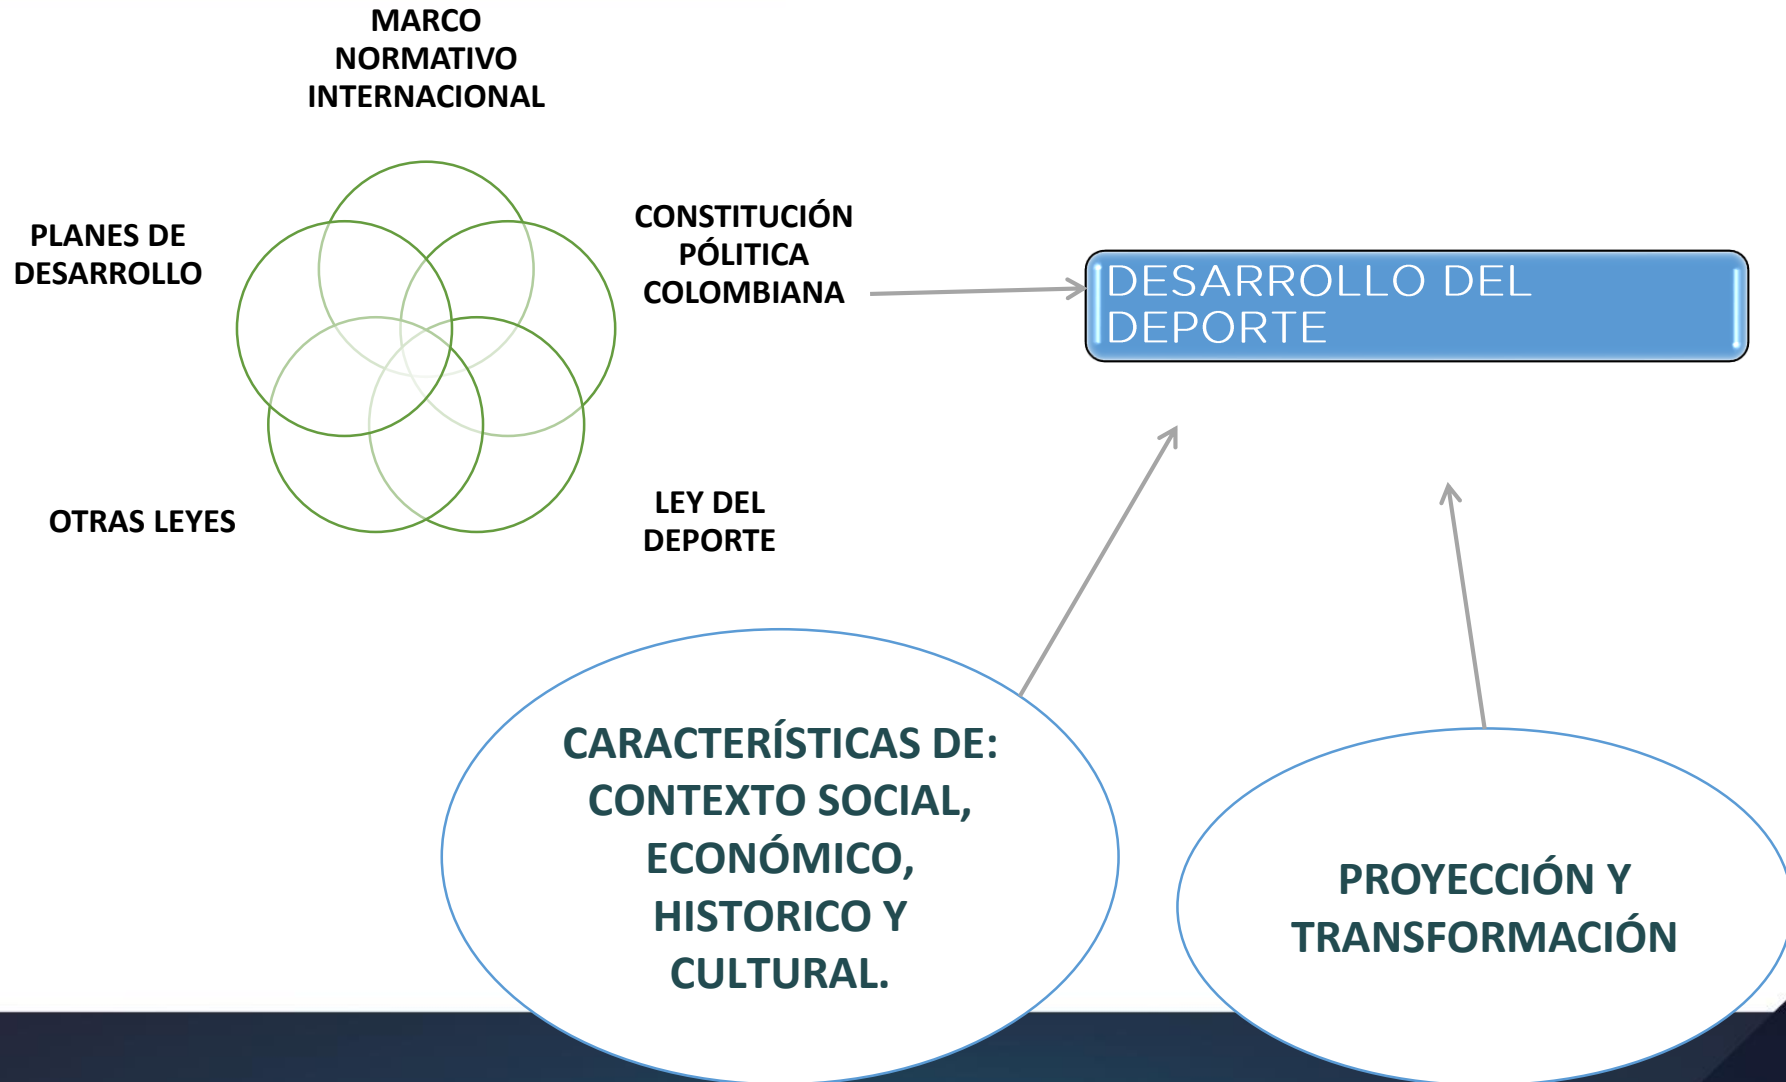 MARCO
NORMATIVO
INTERNACIONAL
PLANES DE
DESARROLLO
CONSTITUCIÓN
PÓLITICA
COLOMBIANA
DESARROLLO DEL
DEPORTE
OTRAS LEYES
LEY DEL
DEPORTE
CARACTERÍSTICAS DE:
CONTEXTO SOCIAL,
ECONÓMICO,
HISTORICO Y
CULTURAL.
PROYECCIÓN Y
TRANSFORMACIÓN